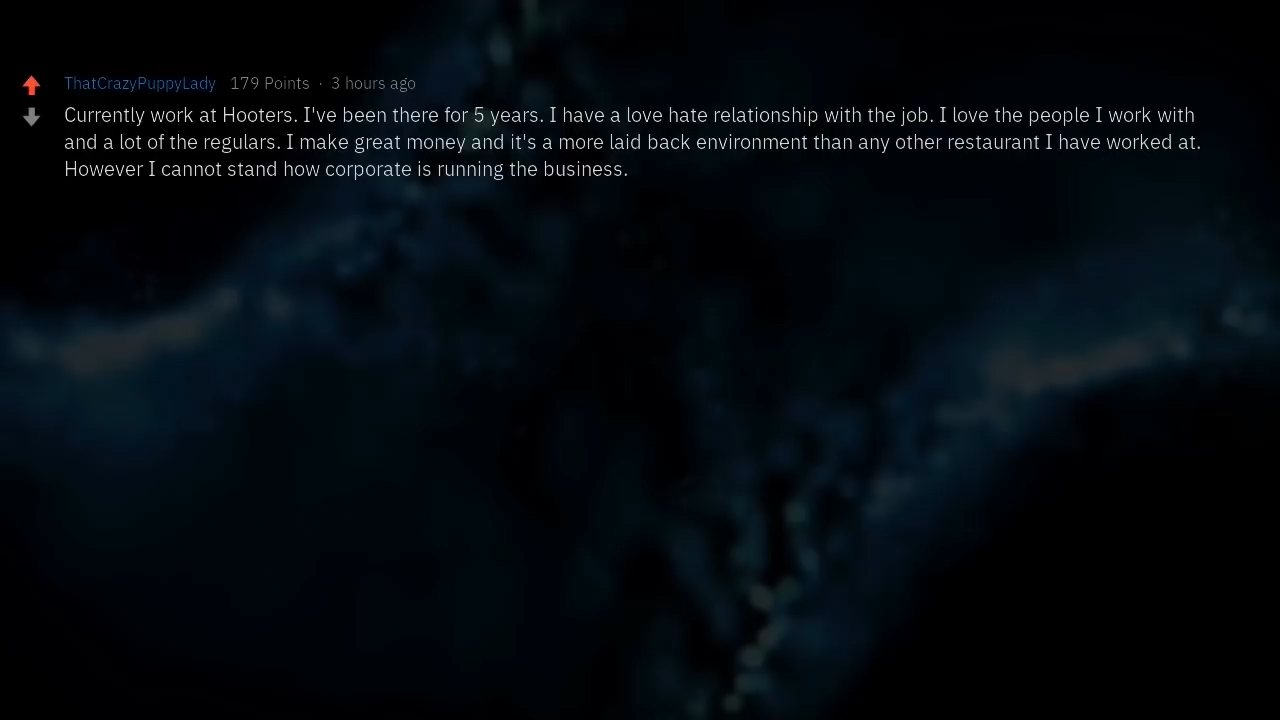 ThatCrazyPuppyLady 179 Points · 3 hours ago
Currently work at Hooters. I've been there for 5 years. I have a love hate relationship with the job. I love the people I work with
and a lot of the regulars. I make great money and it's a more laid back environment than any other restaurant I have worked at.
However I cannot stand how corporate is running the business.